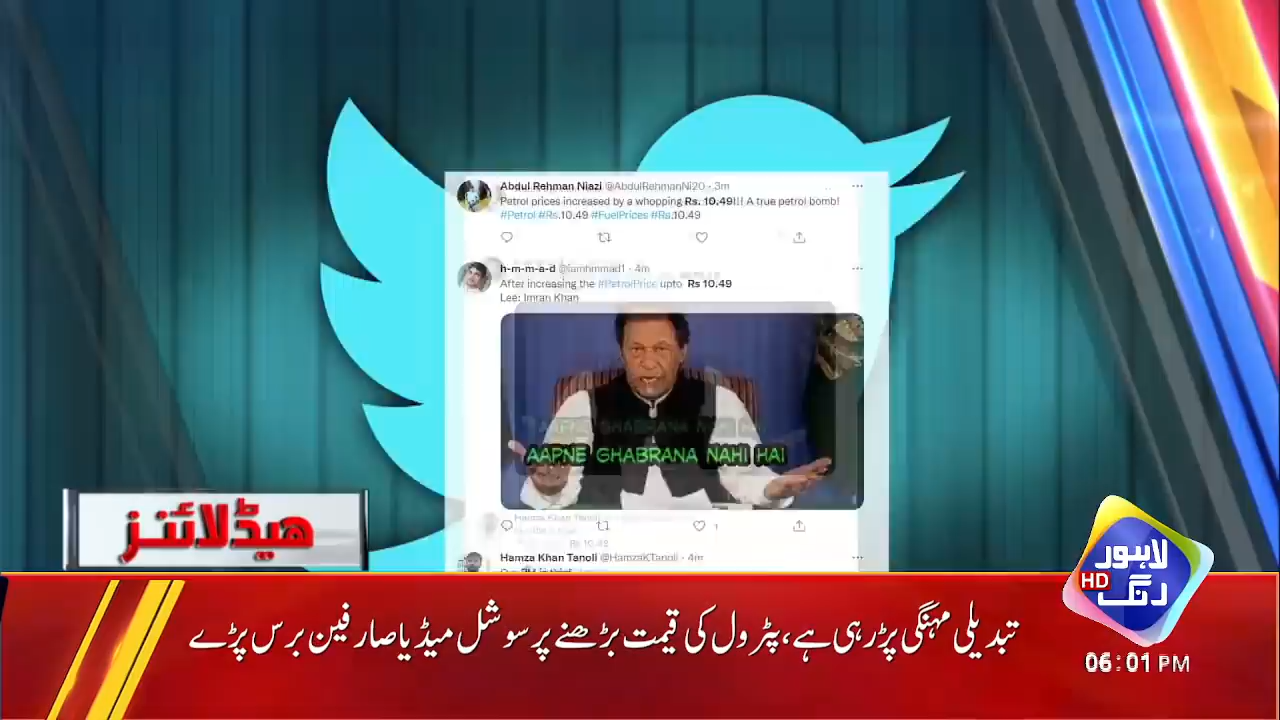 Abdul Rehman Niazi @AbdulRehmanNi20 · 3m
Petrol prices increased by a whopping Rs. 10.49!!! A true petrol bomb!
#Petrol #Rs.10.49 #FuelPrices #Rs.10.49
h-m-m-a-d @iamhmmad1 · 4m
After increasing the #PetrolPrice upto Rs 10.49
Lee: Imran Khan
AAPNE GHABRANA NAHI HAI
1
Hamza Khan Tanoli @HamzaKTanoli · 4m
ہیڈلائنز
لاہور
HD رنگ
تبدیلی مہنگی پڑ رہی ہے، پٹرول کی قیمت بڑھنے پر سوشل میڈیا صارفین برس پڑے
06:01 PM